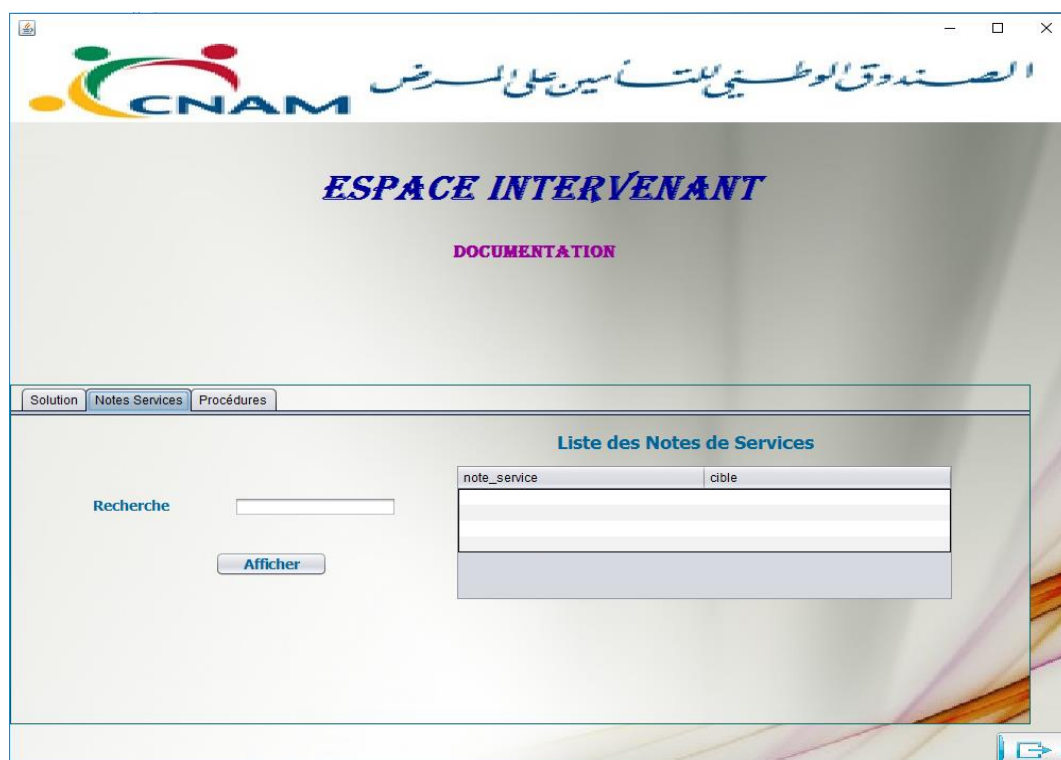 CNAM
الصندوق الوطني للتأمين على المرض
ESPACE INTERVENANT
DOCUMENTATION
Solution Notes Services Procédures
Liste des Notes de Services
note_service cible
Recherche
Afficher